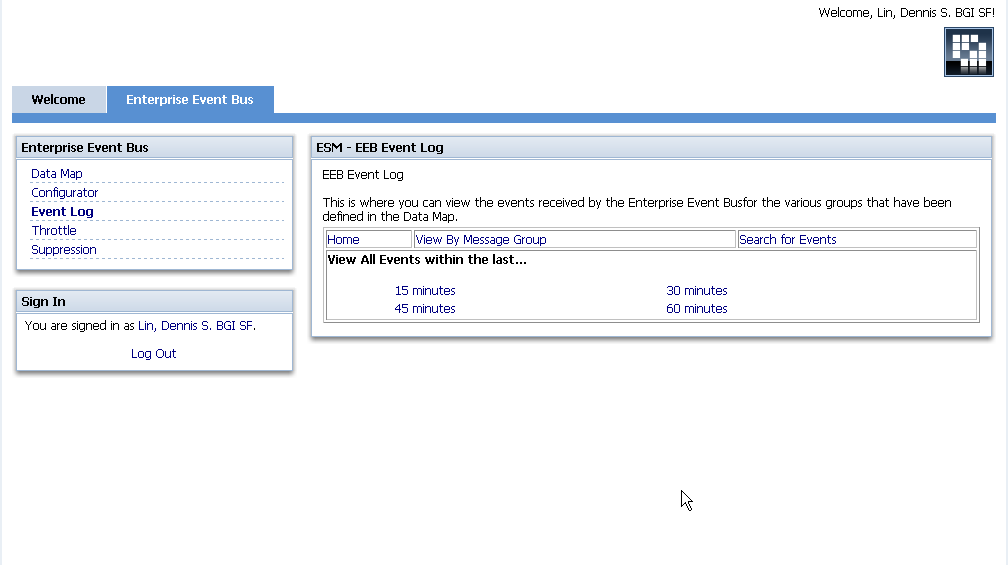 Welcome, Lin, Dennis S. BGI SF!
Welcome
Enterprise Event Bus
Enterprise Event Bus
Data Map
Configurator
Event Log
Throttle
Suppression
Sign In
You are signed in as Lin, Dennis S. BGI SF.
Log Out
ESM - EEB Event Log
EEB Event Log
This is where you can view the events received by the Enterprise Event Busfor the various groups that have been
defined in the Data Map.
Home View By Message Group Search for Events
View All Events within the last...
15 minutes 30 minutes
45 minutes 60 minutes